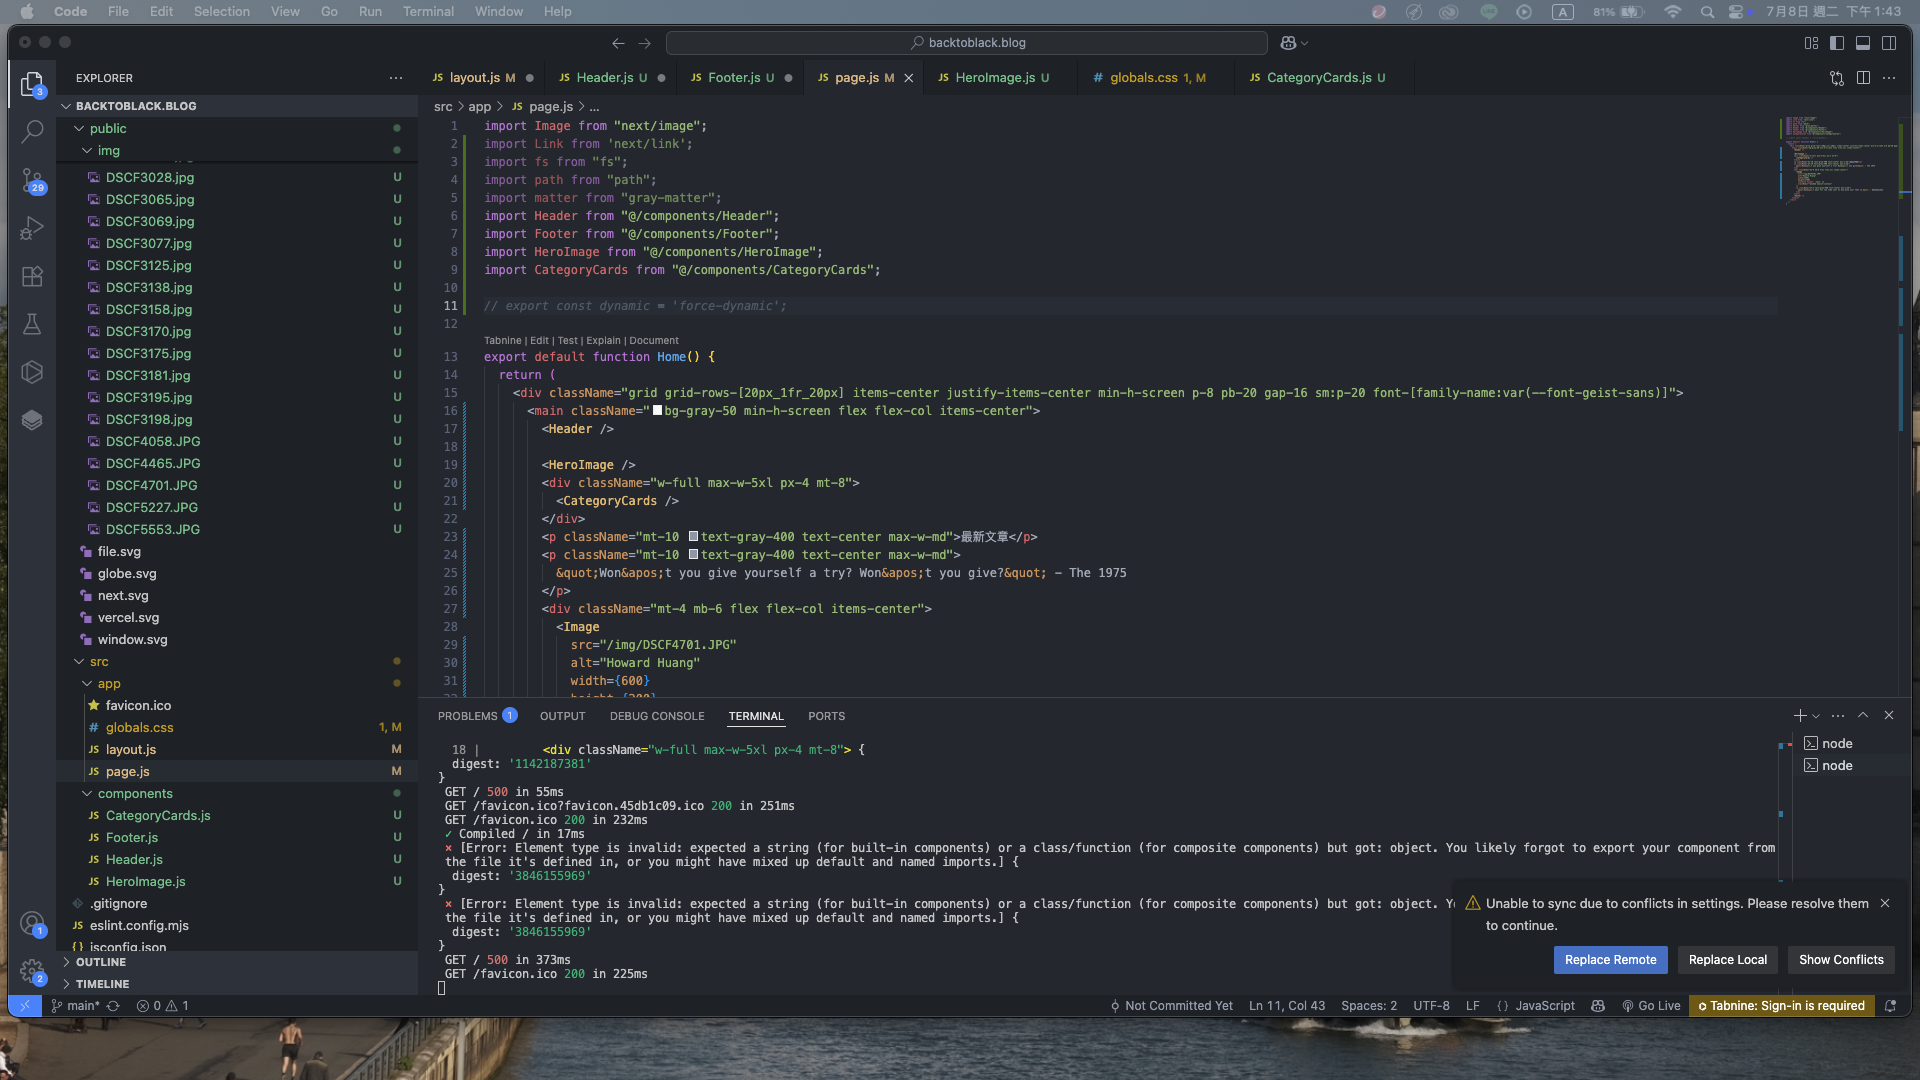 Code File Edit Selection View Go Run Terminal Window Help
A 81% 7月8日 週二 下午 1:43
backtoblack.blog
EXPLORER
layout.js M
Header.js U
Footer.js U
page.js M
HeroImage.js U
globals.css 1, M
CategoryCards.js U
BACKTOBLACK.BLOG
public
img
DSCF3028.jpg U
DSCF3065.jpg U
DSCF3069.jpg U
DSCF3077.jpg U
DSCF3125.jpg U
DSCF3138.jpg U
DSCF3158.jpg U
DSCF3170.jpg U
DSCF3175.jpg U
DSCF3181.jpg U
DSCF3195.jpg U
DSCF3198.jpg U
DSCF4058.JPG U
DSCF4465.JPG U
DSCF4701.JPG U
DSCF5227.JPG U
DSCF5553.JPG U
file.svg
globe.svg
next.svg
vercel.svg
window.svg
src
app
favicon.ico
globals.css 1, M
layout.js M
page.js M
components
CategoryCards.js U
Footer.js U
Header.js U
HeroImage.js U
.gitignore
eslint.config.mjs
jsconfig.json
OUTLINE
TIMELINE
3
29
1
2
src > app > JS page.js > ...
1 import Image from "next/image";
2 import Link from 'next/link';
3 import fs from "fs";
4 import path from "path";
5 import matter from "gray-matter";
6 import Header from "@/components/Header";
7 import Footer from "@/components/Footer";
8 import HeroImage from "@/components/HeroImage";
9 import CategoryCards from "@/components/CategoryCards";
10
11 // export const dynamic = 'force-dynamic';
12
Tabnine | Edit | Test | Explain | Document
13 export default function Home() {
14 return (
15 <div className="grid grid-rows-[20px_1fr_20px] items-center justify-items-center min-h-screen p-8 pb-20 gap-16 sm:p-20 font-[family-name:var(--font-geist-sans)]">
16 <main className="bg-gray-50 min-h-screen flex flex-col items-center">
17 <Header />
18
19 <HeroImage />
20 <div className="w-full max-w-5xl px-4 mt-8">
21 <CategoryCards />
22 </div>
23 <p className="mt-10 text-gray-400 text-center max-w-md">最新文章</p>
24 <p className="mt-10 text-gray-400 text-center max-w-md">
25 &quot;Won&apos;t you give yourself a try? Won&apos;t you give?&quot; – The 1975
26 </p>
27 <div className="mt-4 mb-6 flex flex-col items-center">
28 <Image
29 src="/img/DSCF4701.JPG"
30 alt="Howard Huang"
31 width={600}
PROBLEMS 1 OUTPUT DEBUG CONSOLE TERMINAL PORTS
18 | <div className="w-full max-w-5xl px-4 mt-8"> {
digest: '1142187381'
}
GET / 500 in 55ms
GET /favicon.ico?favicon.45db1c09.ico 200 in 251ms
GET /favicon.ico 200 in 232ms
✓ Compiled / in 17ms
⨯ [Error: Element type is invalid: expected a string (for built-in components) or a class/function (for composite components) but got: object. You likely forgot to export your component from
the file it's defined in, or you might have mixed up default and named imports.] {
digest: '3846155969'
}
⨯ [Error: Element type is invalid: expected a string (for built-in components) or a class/function (for composite components) but got: object.
the file it's defined in, or you might have mixed up default and named imports.] {
digest: '3846155969'
}
GET / 500 in 373ms
GET /favicon.ico 200 in 225ms
node
node
Unable to sync due to conflicts in settings. Please resolve them
to continue.
Replace Remote Replace Local Show Conflicts
main* 0 1 Not Committed Yet Ln 11, Col 43 Spaces: 2 UTF-8 LF {} JavaScript Go Live Tabnine: Sign-in is required